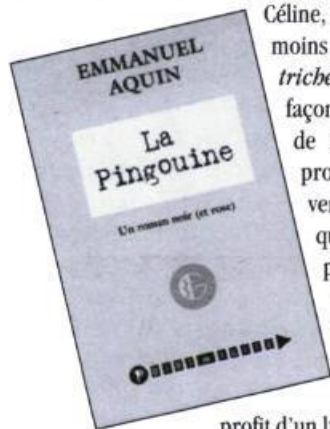 EMMANUEL
AQUIN
La
Pingouine
Un roman noir (et rose)
Céline,
moins
triche
façon
de
pro
ver
qu
p
profit d'un l